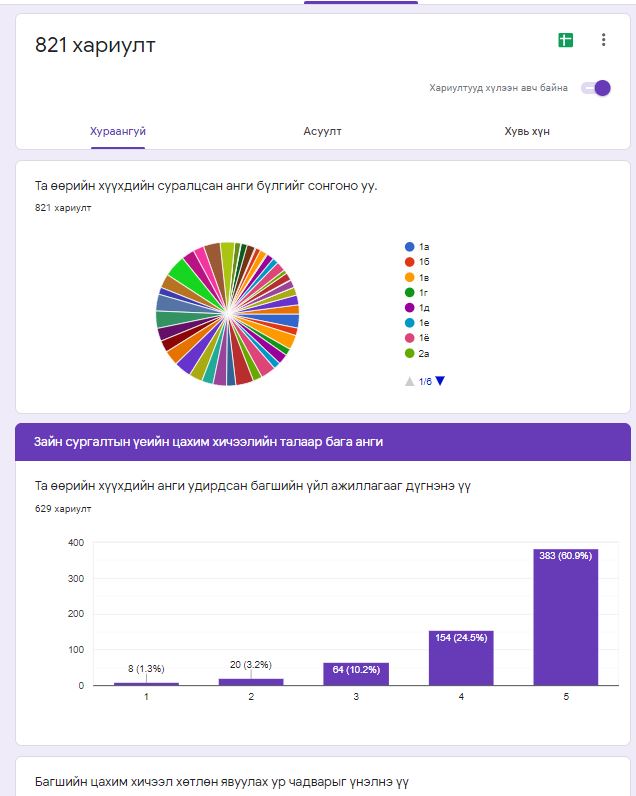 821 хариулт
Хариултууд хүлээн авч байна
Хураангуй Асуулт Хувь хүн
Та өөрийн хүүхдийн суралцсан анги бүлгийг сонгоно уу.
821 хариулт
1а
1б
1в
1г
1д
1е
1ё
2а
1/6
Зайн сургалтын үеийн цахим хичээлийн талаар бага анги
Та өөрийн хүүхдийн анги удирдсан багшийн үйл ажиллагааг дүгнэнэ үү
629 хариулт
400
300
200
100
0
8 (1.3%)
20 (3.2%)
64 (10.2%)
154 (24.5%)
383 (60.9%)
1 2 3 4 5
Багшийн цахим хичээл хөтлөн явуулах ур чадварыг үнэлнэ үү